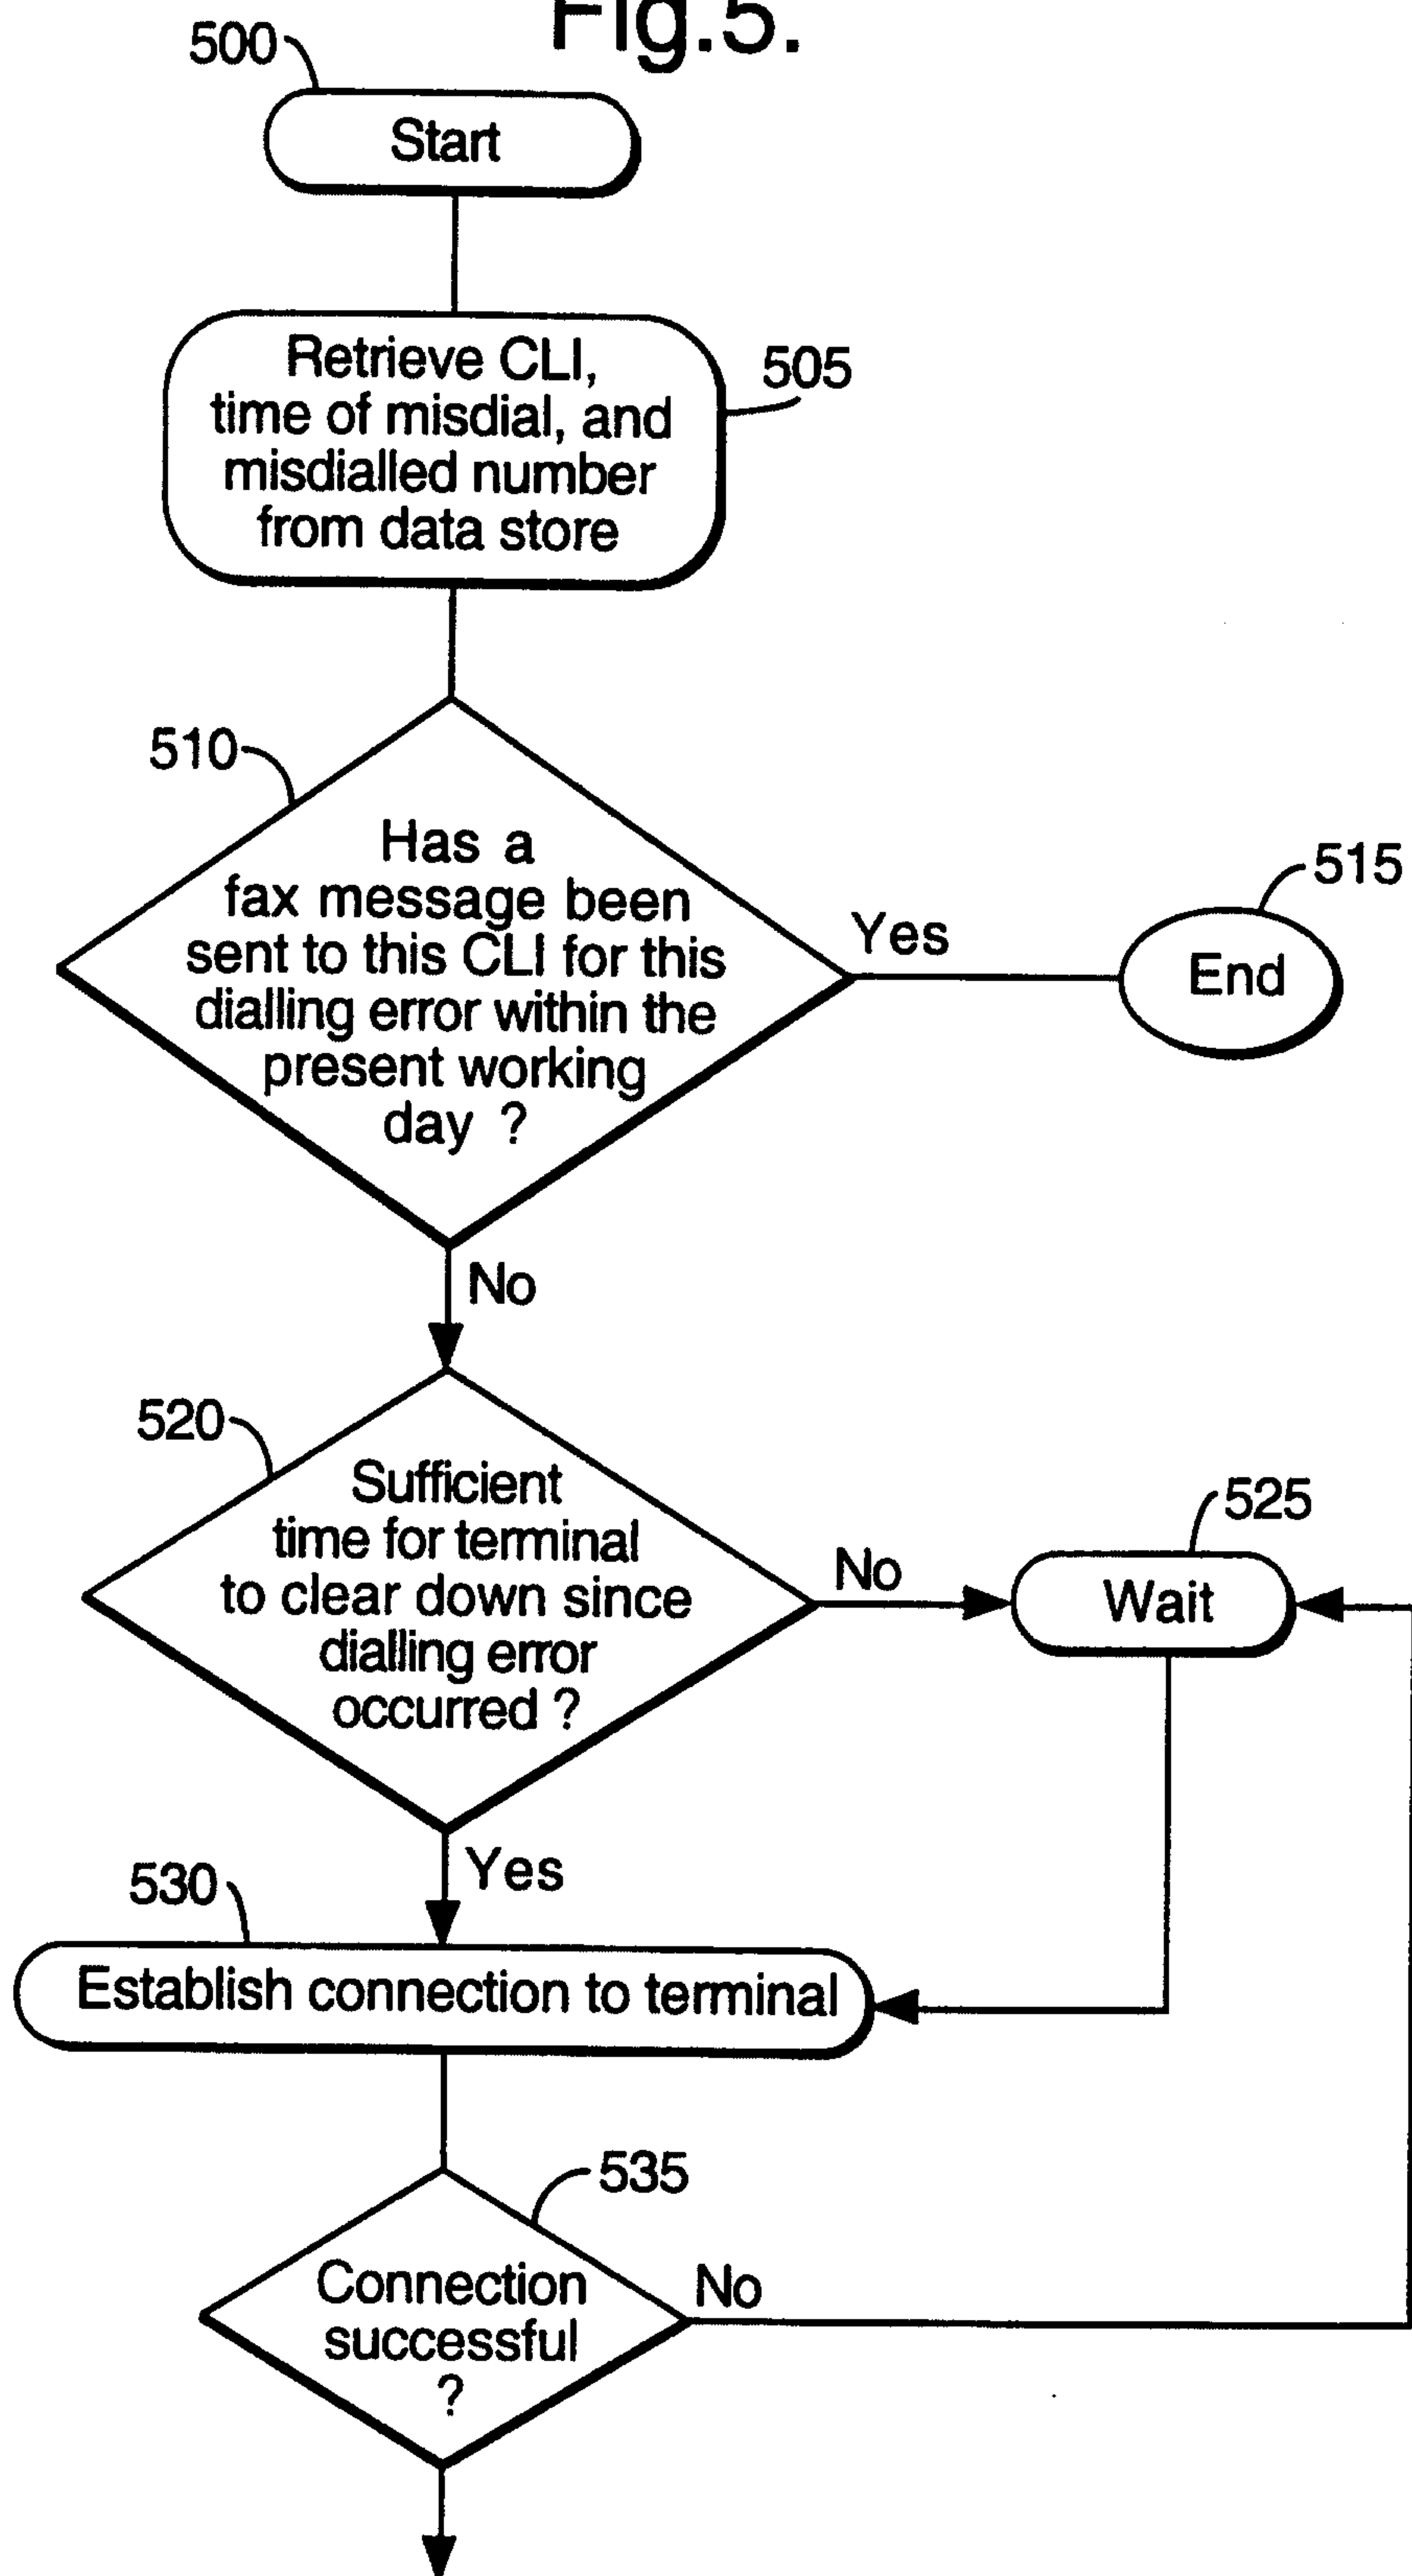 Fig.5.
500
Start
Retrieve CLI,
time of misdial, and
misdialled number
from data store
505
510
Has a
fax message been
sent to this CLI for this
dialling error within the
present working
day ?
Yes
515
End
No
520
Sufficient
time for terminal
to clear down since
dialling error
occurred ?
No
525
Wait
Yes
530
Establish connection to terminal
535
Connection
successful
?
No